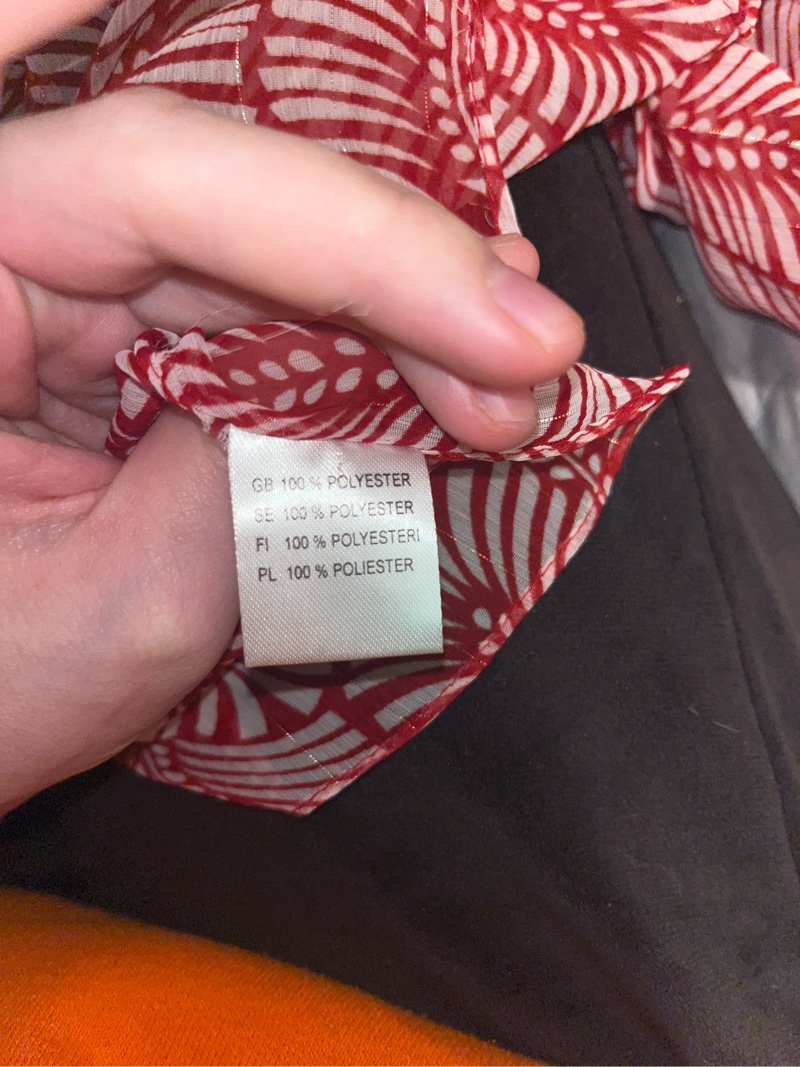 GB 100 % POLYESTER
SE 100 % POLYESTER
FI 100 % POLYESTERI
PL 100 % POLIESTER